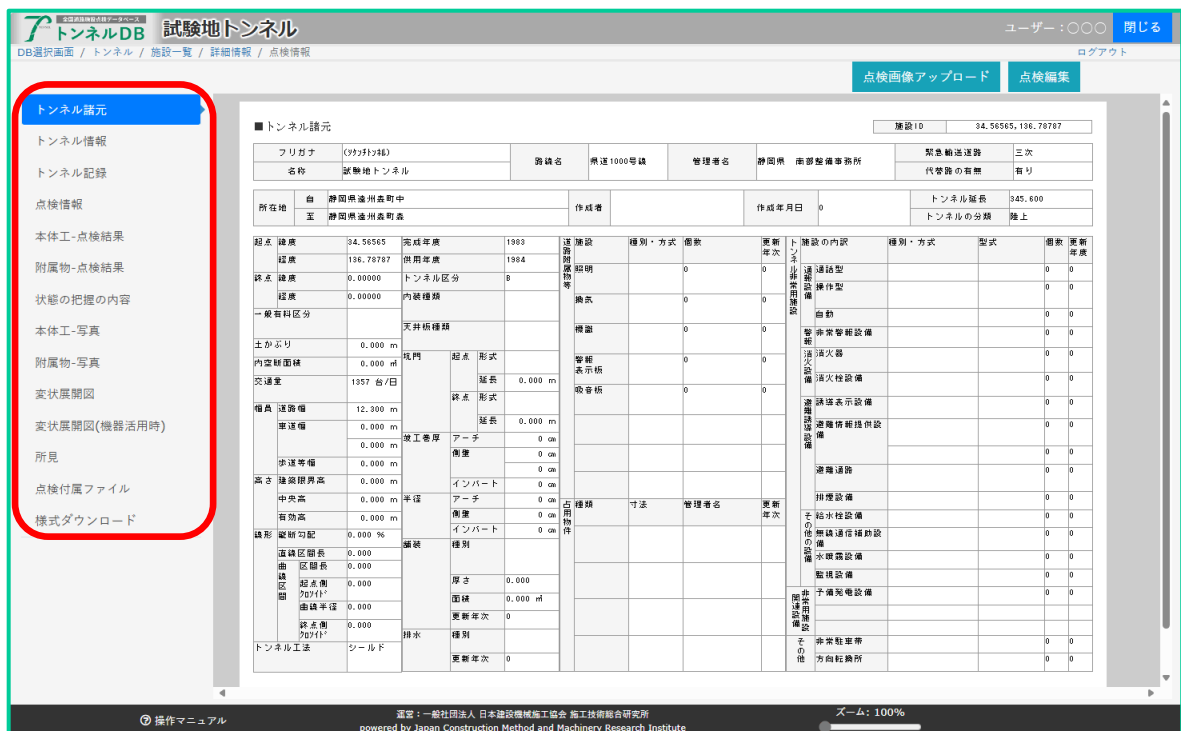 全国道路施設点検データベース
トンネルDB 試験地トンネル ユーザー：○○○ 閉じる
DB選択画面 / トンネル / 施設一覧 / 詳細情報 / 点検情報 ログアウト
点検画像アップロード 点検編集
トンネル諸元
トンネル情報
トンネル記録
点検情報
本体工-点検結果
附属物-点検結果
状態の把握の内容
本体工-写真
附属物-写真
変状展開図
変状展開図(機器活用時)
所見
点検付属ファイル
様式ダウンロード
■トンネル諸元 施設ID 34.56565,136.78787
フリガナ (ｼｹﾝﾁﾄﾝﾈﾙ) 路線名 県道1000号線 管理者名 静岡県 南部整備事務所 緊急輸送道路 三次
名称 試験地トンネル 代替路の有無 有り
所在地 自 静岡県遠州森町中 作成者 作成年月日 0 トンネル延長 345.600
至 静岡県遠州森町森 トンネルの分類 陸上
起点 緯度 34.56565 完成年度 1983
経度 136.78787 供用年度 1984
終点 緯度 0.00000 トンネル区分 B
経度 0.00000 内装種類
一般有料区分
天井板種類
土かぶり 0.000 m
内空断面積 0.000 ㎡ 坑門 起点 形式
交通量 1357 台/日 延長 0.000 m
終点 形式
幅員 道路幅 12.300 m
車道幅 0.000 m 延長 0.000 m
0.000 m 竣工巻厚 アーチ 0 cm
側壁 0 cm
歩道等幅 0.000 m 0 cm
高さ 建築限界高 0.000 m インバート 0 cm
中央高 0.000 m 半径 アーチ 0 cm
有効高 0.000 m 側壁 0 cm
線形 縦断勾配 0.000 % インバート 0 cm
直線区間長 0.000 舗装 種別
曲線区間 区間長 0.000
起点側ｸﾛｿｲﾄﾞ 0.000 厚さ 0.000
曲線半径 0.000 面積 0.000 ㎡
終点側ｸﾛｿｲﾄﾞ 0.000 更新年次 0
トンネル工法 シールド 排水 種別
更新年次 0
道路附属物等 施設 種別・方式 個数 更新年次
照明 0 0
換気 0 0
機器 0 0
警報表示板 0 0
吸音板 0 0
占用物件 種類 寸法 管理者名 更新年次
トンネル非常用施設 施設の内訳 種別・方式 型式 個数 更新年度
通報設備 通話型 0 0
操作型 0 0
自動 0 0
警報 非常警報設備 0 0
消火設備 消火器 0 0
消火栓設備 0 0
避難誘導設備 誘導表示設備 0 0
避難情報提供設備 0 0
0 0
避難通路 0 0
排煙設備 0 0
その他の設備 給水栓設備 0 0
無線通信補助設備 0 0
水噴霧設備 0 0
監視設備 0 0
非常用施設関連設備 予備発電設備 0 0
その他 非常駐車帯 0 0
方向転換所 0 0
? 操作マニュアル 運営：一般社団法人 日本建設機械施工協会 施工技術総合研究所 ズーム: 100%
powered by Japan Construction Method and Machinery Research Institute